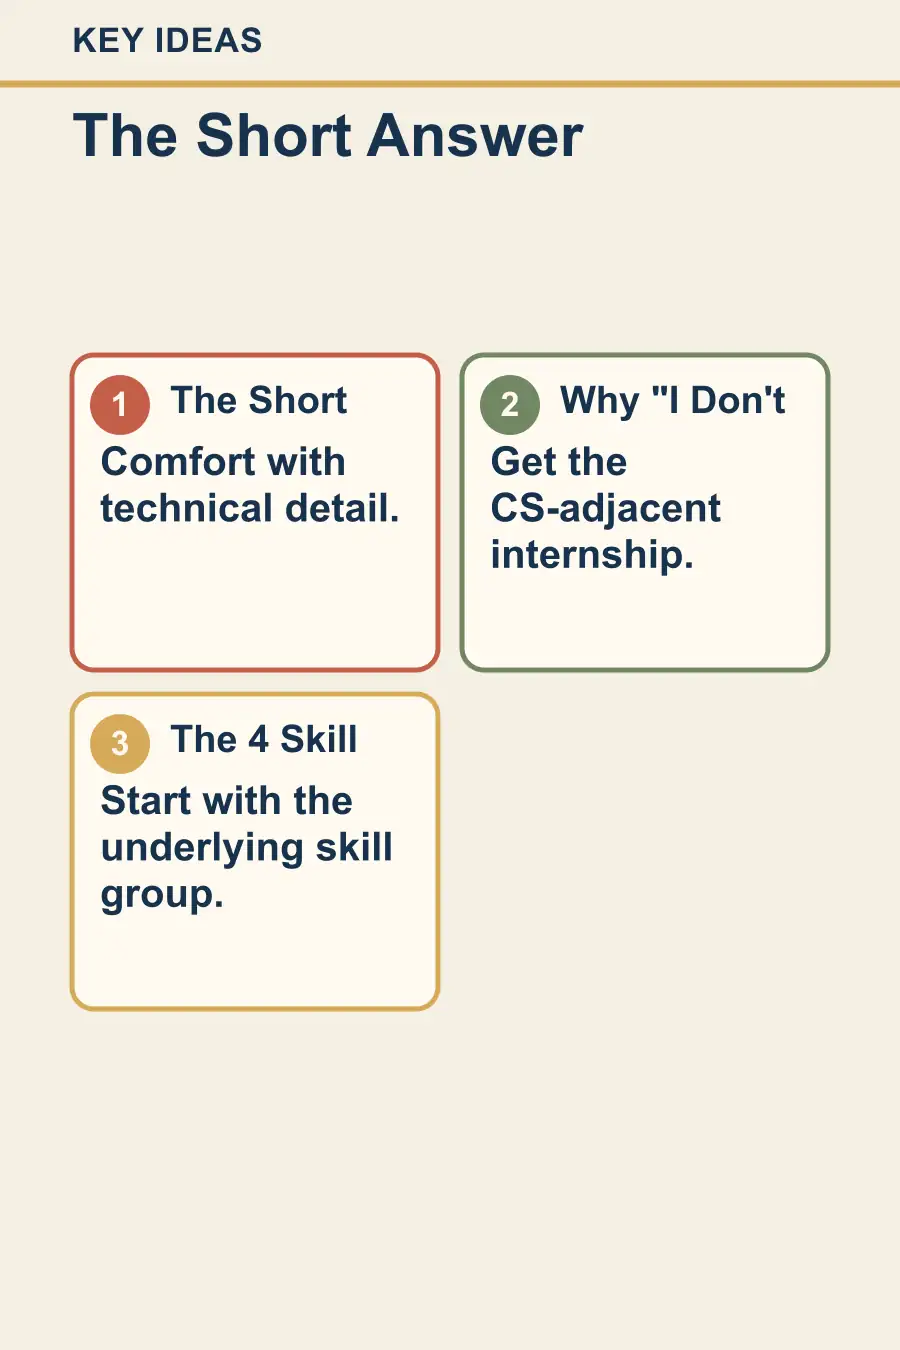 KEY IDEAS
The Short Answer
1 The Short
Comfort with
technical detail.
2 Why "I Don't
Get the
CS-adjacent
internship.
3 The 4 Skill
Start with the
underlying skill
group.